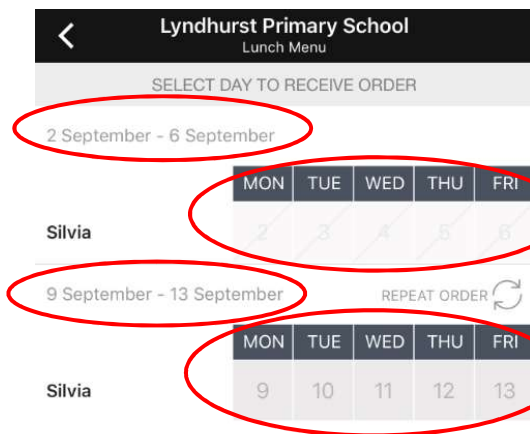 Lyndhurst Primary School
Lunch Menu
SELECT DAY TO RECEIVE ORDER
2 September - 6 September
MON TUE WED THU FRI
Silvia 2 3 4 5 6
9 September - 13 September REPEAT ORDER
MON TUE WED THU FRI
Silvia 9 10 11 12 13